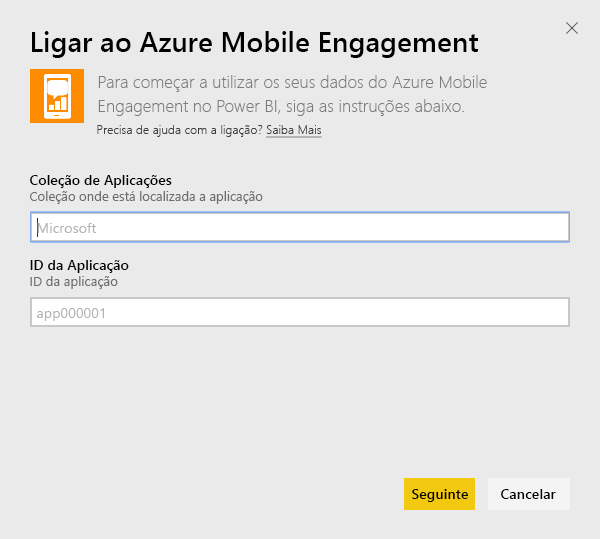 Ligar ao Azure Mobile Engagement
Para começar a utilizar os seus dados do Azure Mobile
Engagement no Power BI, siga as instruções abaixo.
Precisa de ajuda com a ligação? Saiba Mais
Coleção de Aplicações
Coleção onde está localizada a aplicação
Microsoft
ID da Aplicação
ID da aplicação
app000001
Seguinte
Cancelar